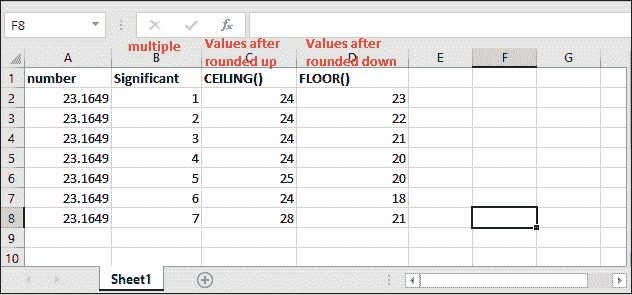 F8 fx
multiple Values after rounded up Values after rounded down
A B C D E F G
1 number Significant CEILING() FLOOR()
2 23.1649 1 24 23
3 23.1649 2 24 22
4 23.1649 3 24 21
5 23.1649 4 24 20
6 23.1649 5 25 20
7 23.1649 6 24 18
8 23.1649 7 28 21
9
10
Sheet1